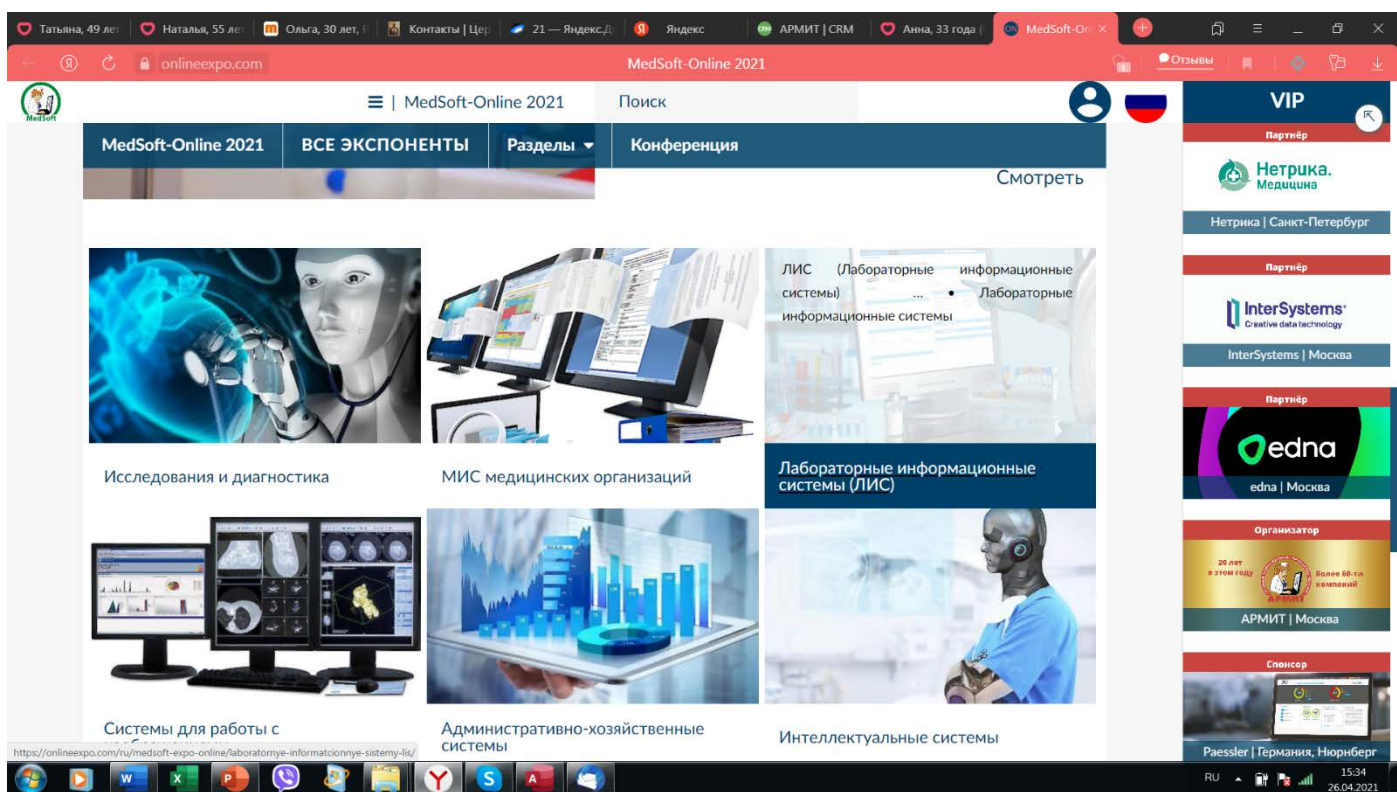 Татьяна, 49 лет
Наталья, 55 ле
Ольга, 30 лет,
Контакты | Цер
21 — Яндекс.Д
Яндекс
АРМИТ | CRM
Анна, 33 года (
MedSoft-On
onlineexpo.com
MedSoft-Online 2021
Отзывы
MedSoft
| MedSoft-Online 2021
Поиск
MedSoft-Online 2021
ВСЕ ЭКСПОНЕНТЫ
Разделы
Конференция
Смотреть
ЛИС (Лабораторные информационные
системы) ... • Лабораторные
информационные системы
Исследования и диагностика
МИС медицинских организаций
Лабораторные информационные
системы (ЛИС)
Системы для работы с
Административно-хозяйственные
системы
Интеллектуальные системы
https://onlineexpo.com/ru/medsoft-expo-online/laboratornye-informatcionnye-sistemy-lis/
VIP
Партнёр
Нетрика.
Медицина
Нетрика | Санкт-Петербург
Партнёр
InterSystems
Creative data technology
InterSystems | Москва
Партнёр
edna
edna | Москва
Организатор
20 лет
в этом году
Более 60-ти
компаний
АРМИТ
АРМИТ | Москва
Спонсор
Paessler | Германия, Нюрнберг
RU
15:34
26.04.2021